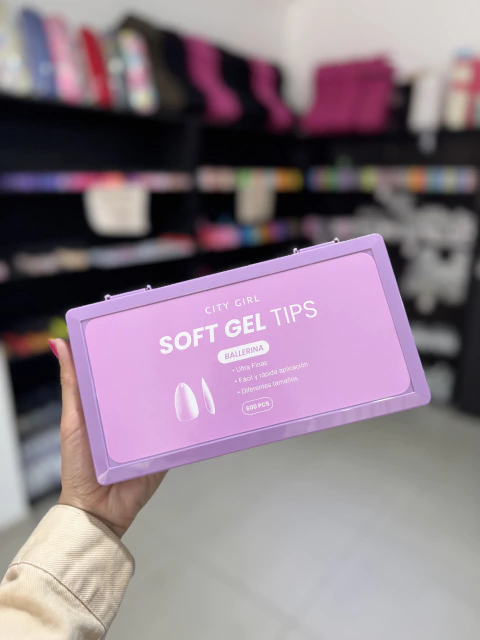 CITY GIRL
SOFT GEL TIPS
BALLERINA
• Ultra Finas
• Fácil y rápida aplicación
• Diferentes tamaños
600 PCS